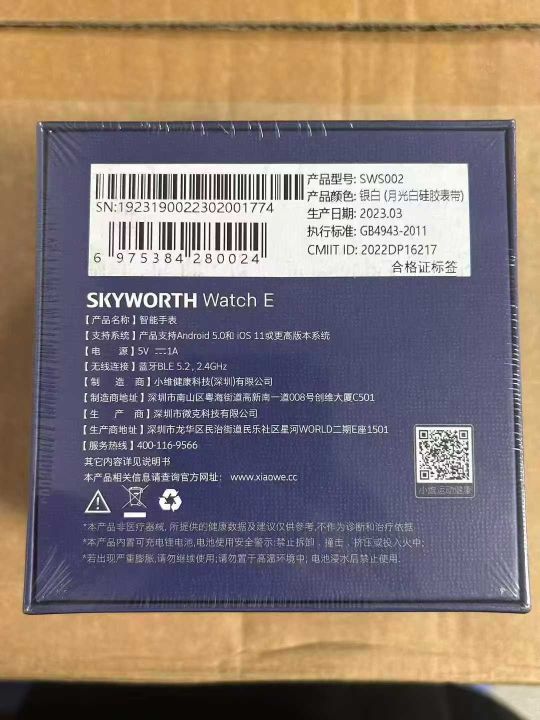 产品型号: SWS002
产品颜色: 银白 (月光白硅胶表带)
SN:1923190022302001774
生产日期: 2023.03
执行标准: GB4943-2011
CMIIT ID: 2022DP16217
6 975384 280024
合格证标签
SKYWORTH Watch E
【产品名称】智能手表
【支持系统】产品支持Android 5.0和 iOS 11或更高版本系统
【电 源】5V ⎓1A
【无线连接】蓝牙BLE 5.2 , 2.4GHz
【制 造 商】小维健康科技(深圳)有限公司
【制造商地址】深圳市南山区粤海街道高新南一道008号创维大厦C501
【生 产 商】深圳市微克科技有限公司
【生产商地址】深圳市龙华区民治街道民乐社区星河WORLD二期E座1501
【服务热线】400-116-9566
其它内容详见说明书
本产品相关信息请查询官方网址: www.xiaowe.cc
小维运动健康
*本产品非医疗器械, 所提供的健康数据及建议仅供参考,不作为诊断和治疗依据
*本产品内置可充电锂电池,电池使用安全警示:禁止拆卸﹑撞击﹑挤压或投入火中;
*若出现严重膨胀,请勿继续使用;请勿置于高温环境中; 电池浸水后禁止使用.